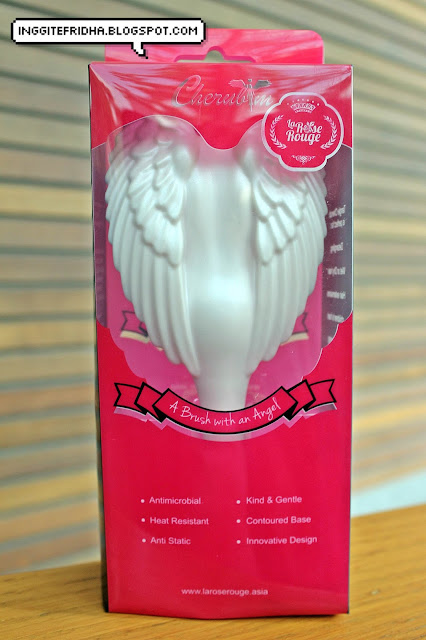 INGGITEFRIDHA.BLOGSPOT.COM
Cherubim
La Rose
Rouge
A Brush with an Angel
Antimicrobial
Heat Resistant
Anti Static
Kind & Gentle
Contoured Base
Innovative Design
www.laroserouge.asia